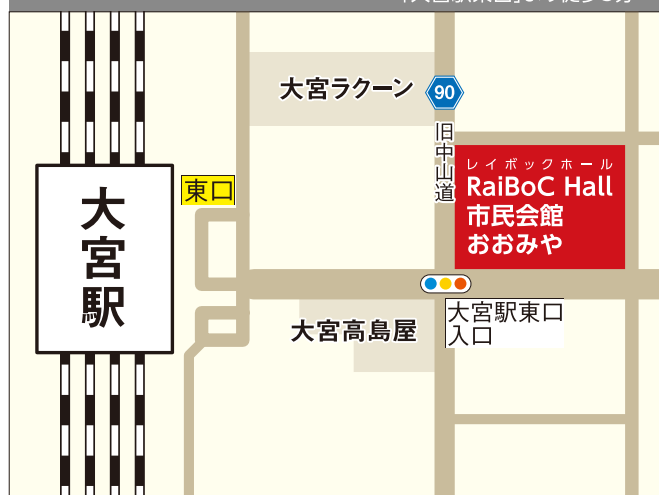 大宮ラクーン
90
旧中山道
東口
レイボックホール
RaiBoC Hall
市民会館
おおみや
大宮駅
大宮駅東口
入口
大宮高島屋